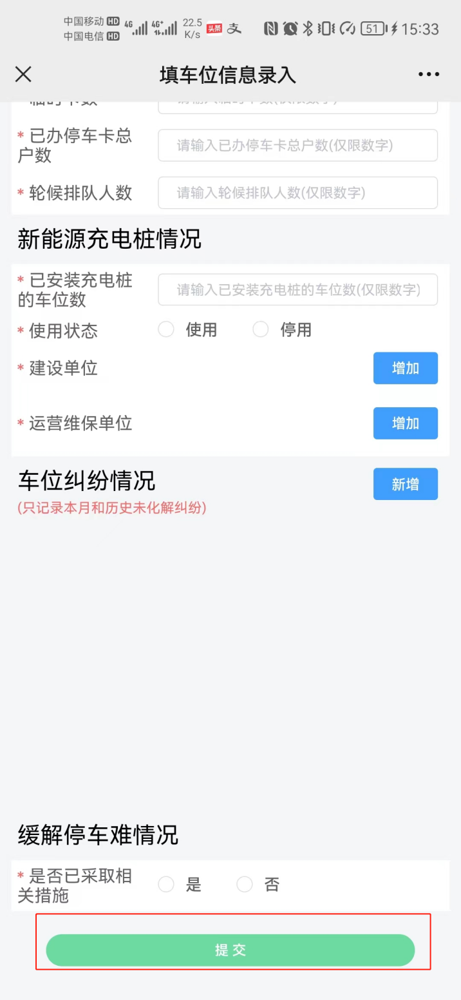 中国移动 HD 4G 4G+ 22.5 K/s 头条 支 51 15:33
中国电信 HD
填车位信息录入
* 已办停车卡总户数
请输入已办停车卡总户数(仅限数字)
* 轮候排队人数
请输入轮候排队人数(仅限数字)
新能源充电桩情况
* 已安装充电桩的车位数
请输入已安装充电桩的车位数(仅限数字)
* 使用状态 使用 停用
* 建设单位 增加
* 运营维保单位 增加
车位纠纷情况 新增
(只记录本月和历史未化解纠纷)
缓解停车难情况
* 是否已采取相关措施
是 否
提交